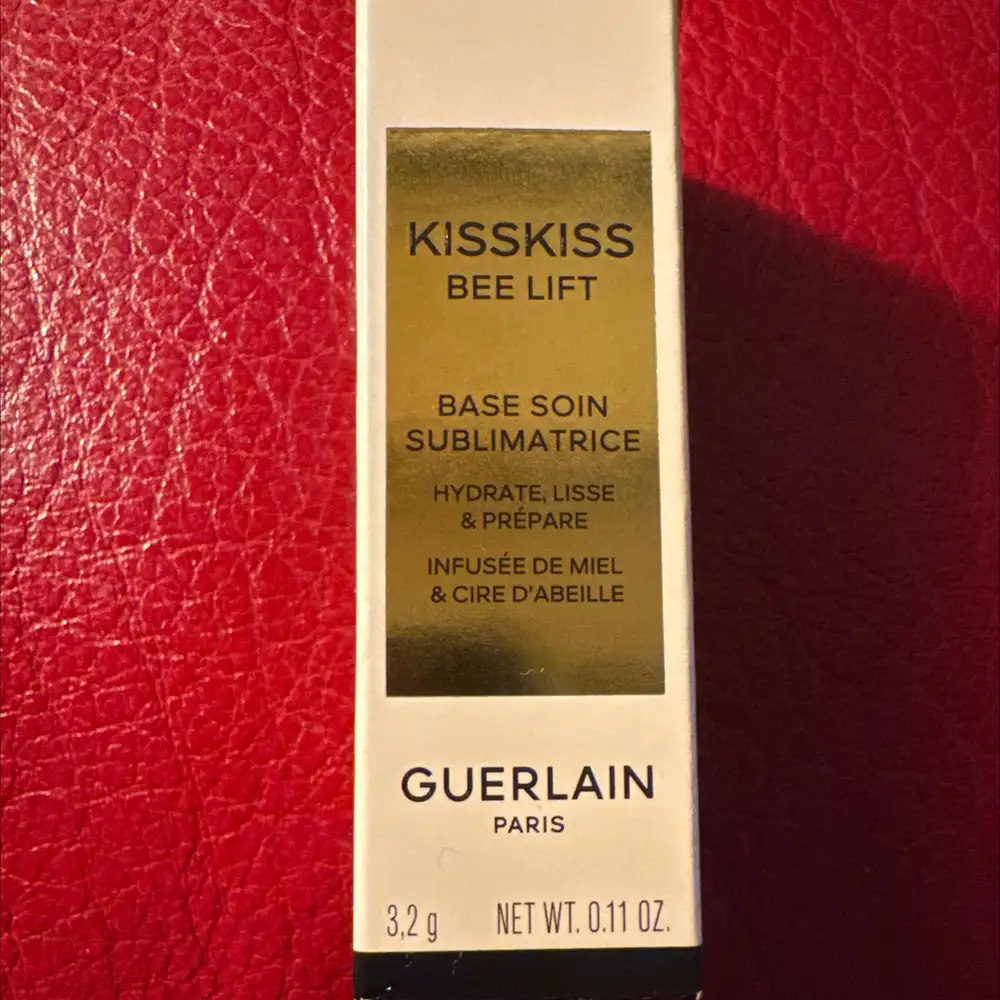 KISSKISS
BEE LIFT
BASE SOIN
SUBLIMATRICE
HYDRATE, LISSE
& PRÉPARE
INFUSÉE DE MIEL
& CIRE D'ABEILLE
GUERLAIN
PARIS
3,2 g NET WT. 0.11 OZ.